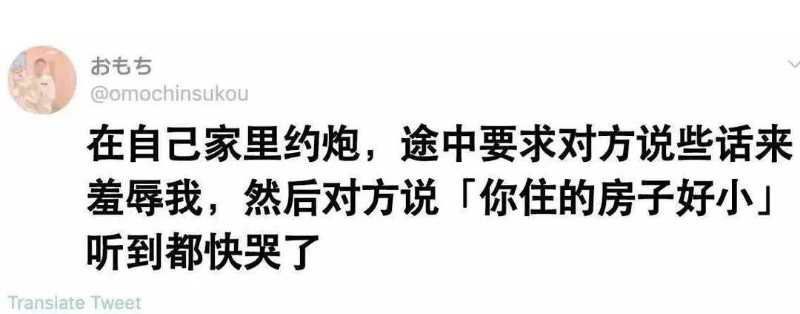 おもち
@omochinsukou
在自己家里约炮，途中要求对方说些话来
羞辱我，然后对方说「你住的房子好小」
听到都快哭了
Translate Tweet